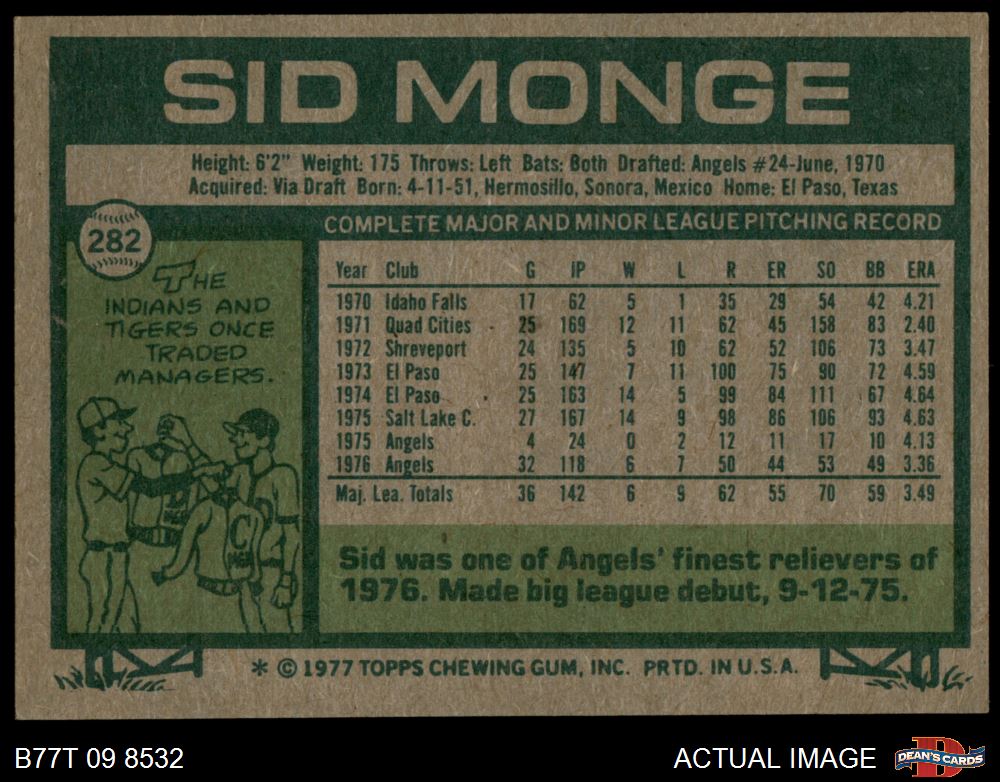 SID MONGE
Height: 6'2" Weight: 175 Throws: Left Bats: Both Drafted: Angels #24-June, 1970
Acquired: Via Draft Born: 4-11-51, Hermosillo, Sonora, Mexico Home: El Paso, Texas
282
THE
INDIANS AND
TIGERS ONCE
TRADED
MANAGERS.
C
COMPLETE MAJOR AND MINOR LEAGUE PITCHING RECORD
Year Club G IP W L R ER SO BB ERA
1970 Idaho Falls 17 62 5 1 35 29 54 42 4.21
1971 Quad Cities 25 169 12 11 62 45 158 83 2.40
1972 Shreveport 24 135 5 10 62 52 106 73 3.47
1973 El Paso 25 147 7 11 100 75 90 72 4.59
1974 El Paso 25 163 14 5 99 84 111 67 4.64
1975 Salt Lake C. 27 167 14 9 98 86 106 93 4.63
1975 Angels 4 24 0 2 12 11 17 10 4.13
1976 Angels 32 118 6 7 50 44 53 49 3.36
Maj. Lea. Totals 36 142 6 9 62 55 70 59 3.49
Sid was one of Angels' finest relievers of
1976. Made big league debut, 9-12-75.
* © 1977 TOPPS CHEWING GUM, INC. PRTD. IN U.S.A.
B77T 09 8532
ACTUAL IMAGE
D
DEAN'S CARDS